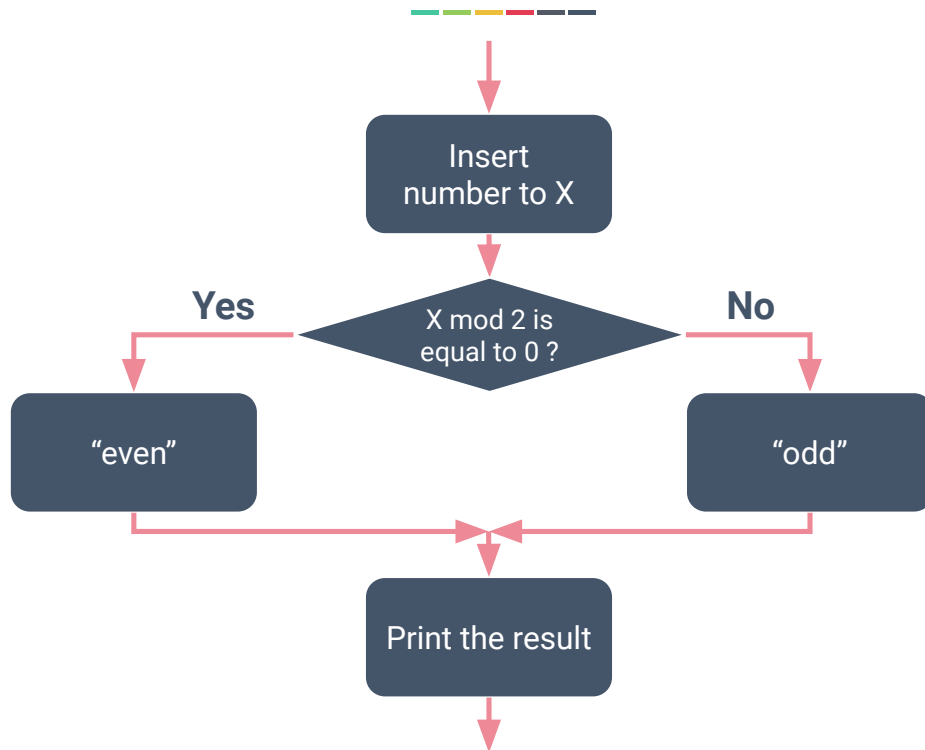 Insert
number to X
Yes
X mod 2 is
equal to 0 ?
No
“even”
“odd”
Print the result